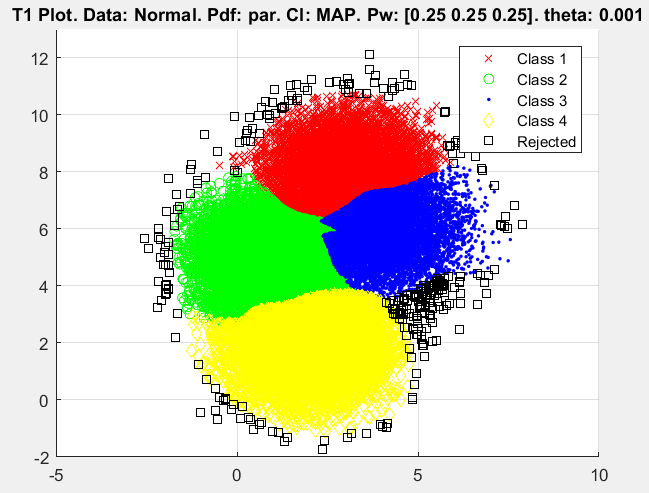 T1 Plot. Data: Normal. Pdf: par. Cl: MAP. Pw: [0.25 0.25 0.25]. theta: 0.001
12
10
8
6
4
2
0
-2
-5
0
5
10
Class 1
Class 2
Class 3
Class 4
Rejected